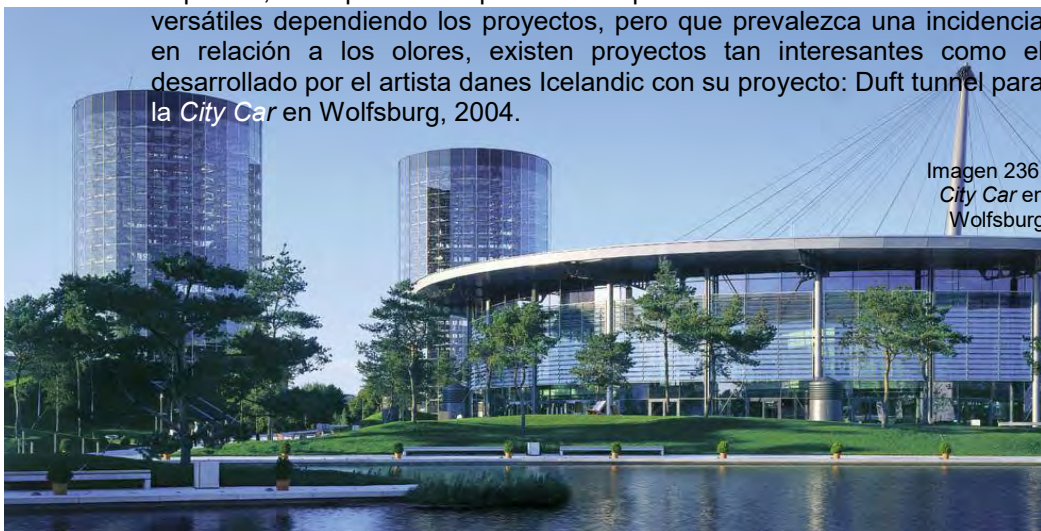 versátiles dependiendo los proyectos, pero que prevalezca una incidencia
en relación a los olores, existen proyectos tan interesantes como el
desarrollado por el artista danes Icelandic con su proyecto: Duft tunnel para
la City Car en Wolfsburg, 2004.
Imagen 236
City Car en
Wolfsburg